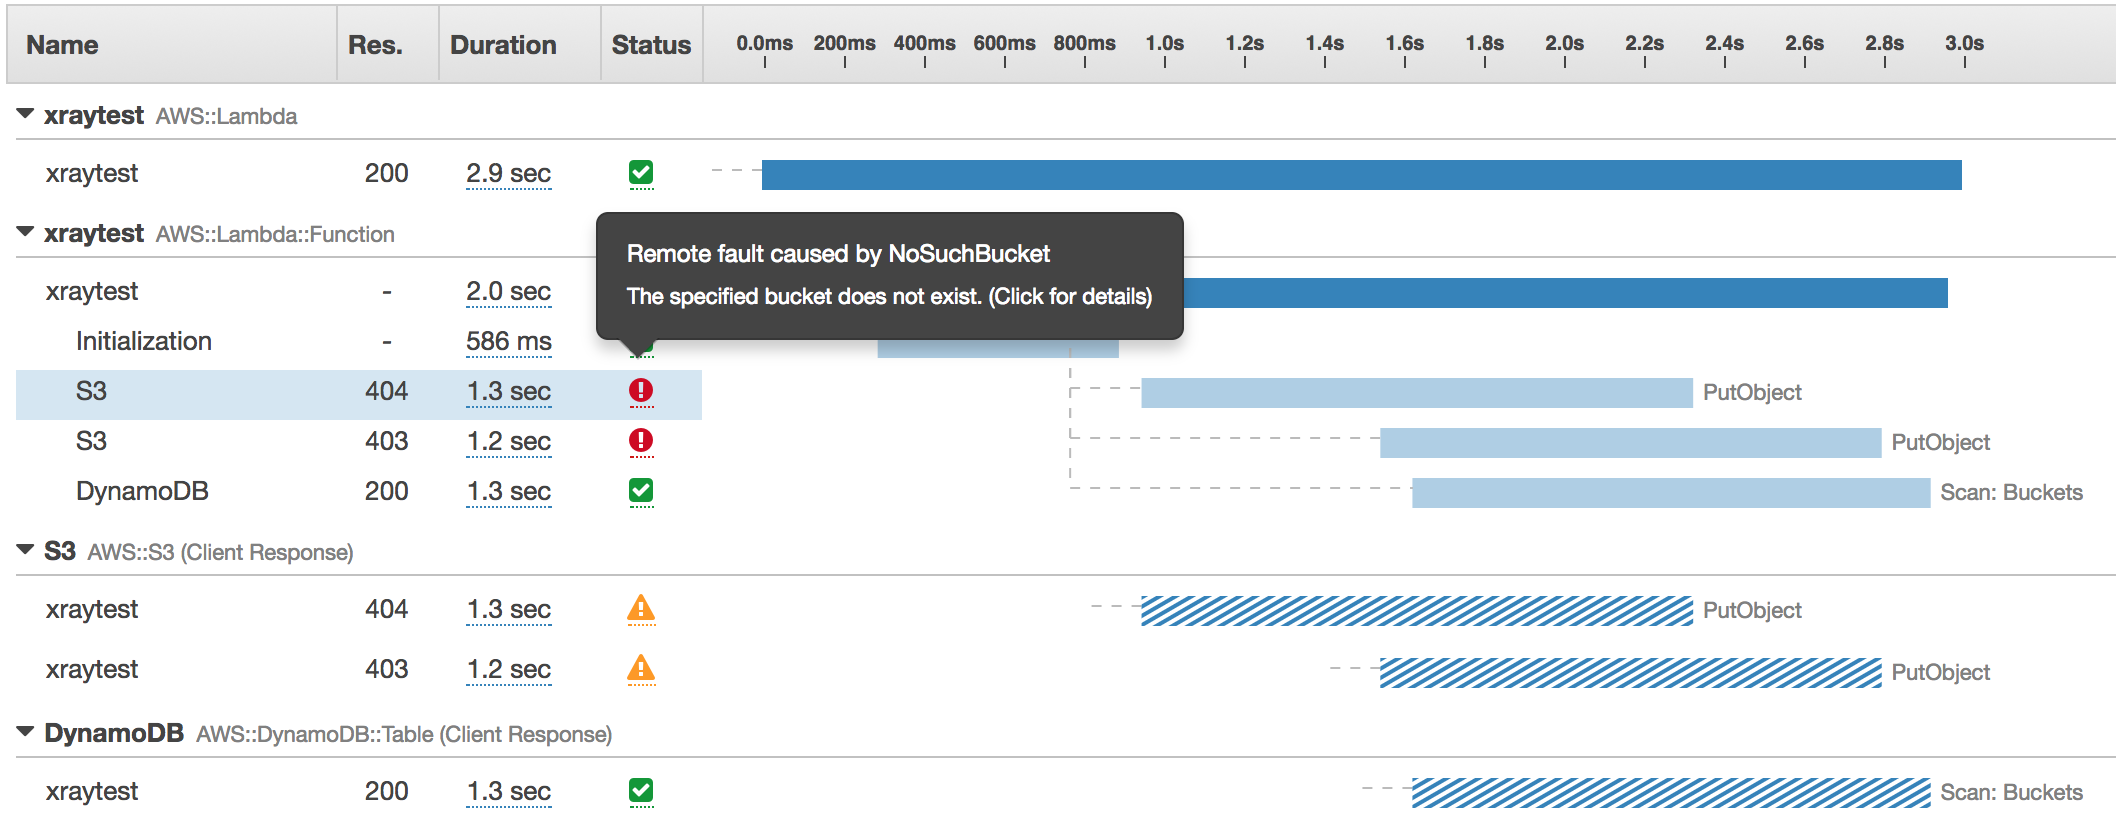 Name Res. Duration Status 0.0ms 200ms 400ms 600ms 800ms 1.0s 1.2s 1.4s 1.6s 1.8s 2.0s 2.2s 2.4s 2.6s 2.8s 3.0s
xraytest AWS::Lambda
xraytest 200 2.9 sec
xraytest AWS::Lambda::Function
Remote fault caused by NoSuchBucket
xraytest - 2.0 sec
The specified bucket does not exist. (Click for details)
Initialization - 586 ms
S3 404 1.3 sec PutObject
S3 403 1.2 sec PutObject
DynamoDB 200 1.3 sec Scan: Buckets
S3 AWS::S3 (Client Response)
xraytest 404 1.3 sec PutObject
xraytest 403 1.2 sec PutObject
DynamoDB AWS::DynamoDB::Table (Client Response)
xraytest 200 1.3 sec Scan: Buckets